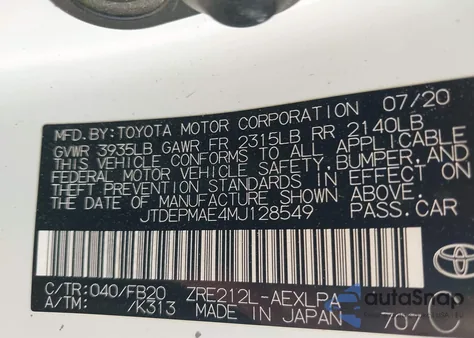 MFD. BY: TOYOTA MOTOR CORPORATION 07/20
GVWR 3935LB GAWR FR 2315LB RR 2140LB
THIS VEHICLE CONFORMS TO ALL APPLICABLE
FEDERAL MOTOR VEHICLE SAFETY, BUMPER, AND
THEFT PREVENTION STANDARDS IN EFFECT ON
THE DATE OF MANUFACTURE SHOWN ABOVE.
JTDEPMAE4MJ128549 PASS. CAR
C/TR: 040/FB20 ZRE212L-AEXLPA
A/TM: /K313 MADE IN JAPAN 707 C
TOYOTA
autoSnap